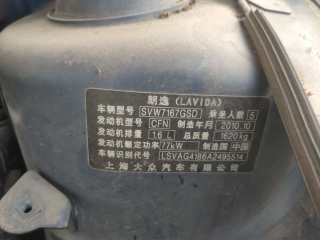 朗逸 (LAVIDA)
车辆型号 SVW7167GSD 乘坐人数 5
发动机型号 CFN 制造年月 2010.10
发动机排量 1.6 L 总质量 1620kg
发动机额定功率 77kW 制造国 中国
车辆识别代号 LSVAG4186A2495514
上海大众汽车有限公司